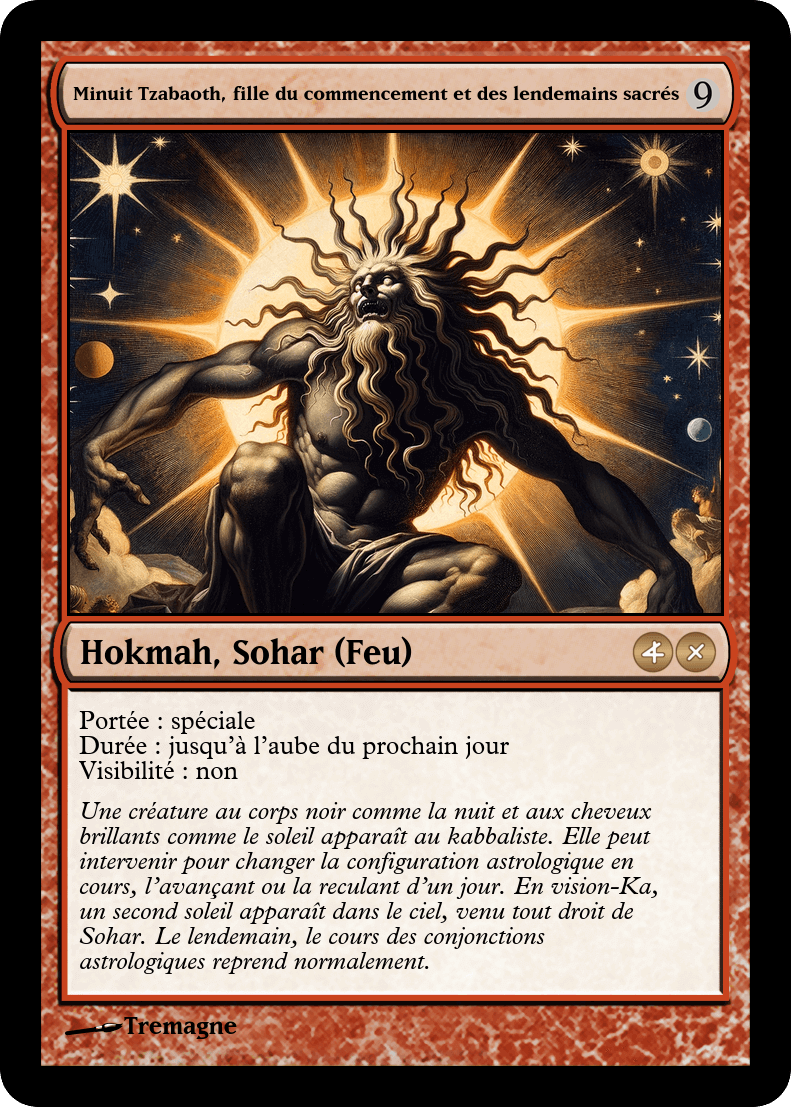 Minuit Tzabaoth, fille du commencement et des lendemains sacrés 9
Hokmah, Sohar (Feu)
Portée : spéciale
Durée : jusqu'à l'aube du prochain jour
Visibilité : non
Une créature au corps noir comme la nuit et aux cheveux
brillants comme le soleil apparaît au kabbaliste. Elle peut
intervenir pour changer la configuration astrologique en
cours, l'avançant ou la reculant d'un jour. En vision-Ka,
un second soleil apparaît dans le ciel, venu tout droit de
Sohar. Le lendemain, le cours des conjonctions
astrologiques reprend normalement.
Tremagne